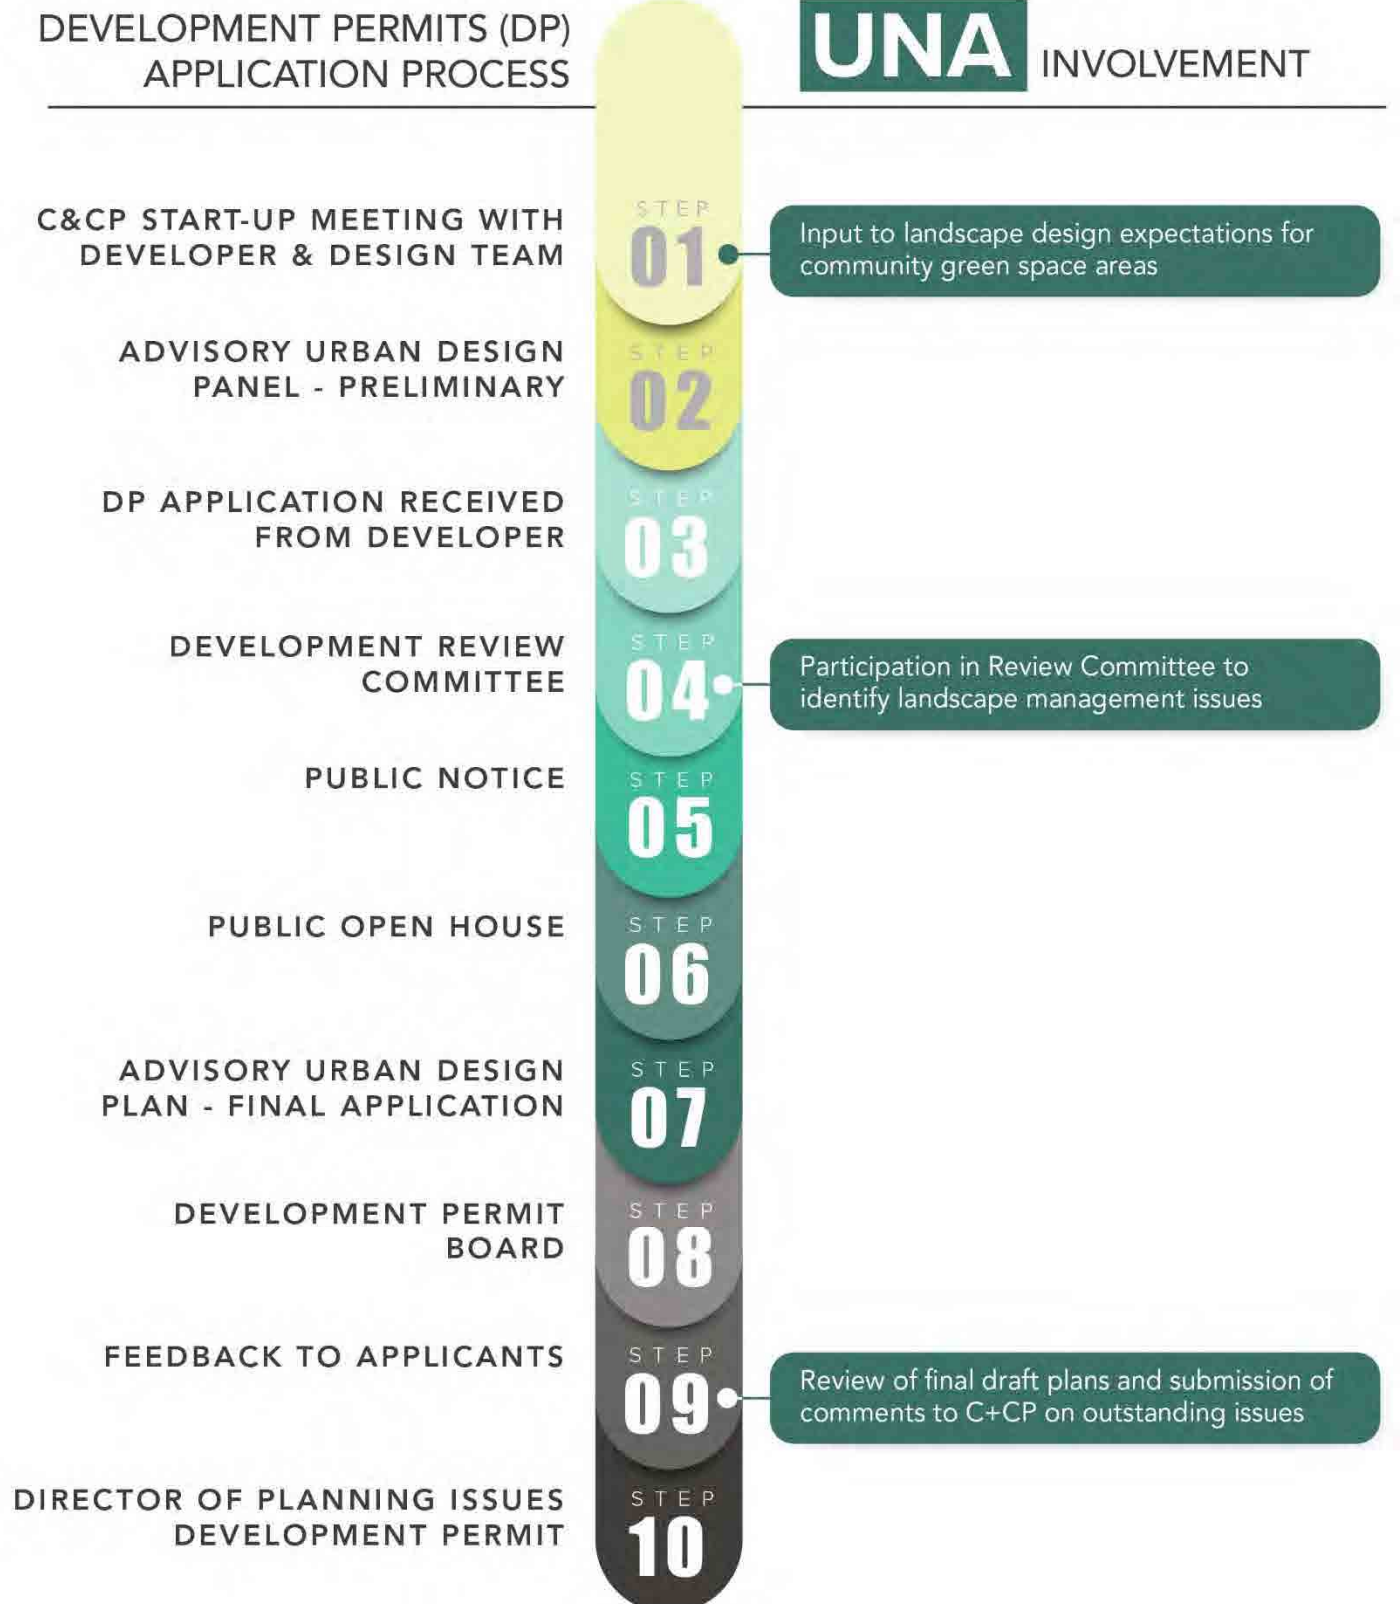 DEVELOPMENT PERMITS (DP)
APPLICATION PROCESS
UNA INVOLVEMENT
C&CP START-UP MEETING WITH
DEVELOPER & DESIGN TEAM
STEP
01
Input to landscape design expectations for
community green space areas
ADVISORY URBAN DESIGN
PANEL - PRELIMINARY
STEP
02
DP APPLICATION RECEIVED
FROM DEVELOPER
STEP
03
DEVELOPMENT REVIEW
COMMITTEE
STEP
04
Participation in Review Committee to
identify landscape management issues
PUBLIC NOTICE
STEP
05
PUBLIC OPEN HOUSE
STEP
06
ADVISORY URBAN DESIGN
PLAN - FINAL APPLICATION
STEP
07
DEVELOPMENT PERMIT
BOARD
STEP
08
FEEDBACK TO APPLICANTS
STEP
09
Review of final draft plans and submission of
comments to C+CP on outstanding issues
DIRECTOR OF PLANNING ISSUES
DEVELOPMENT PERMIT
STEP
10